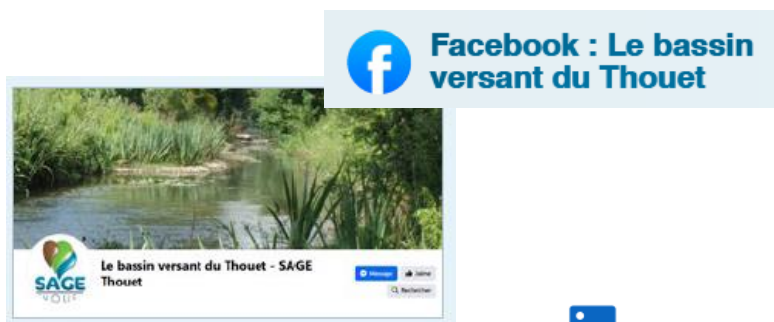 Facebook : Le bassin
versant du Thouet
Le bassin versant du Thouet - SAGE
Thouet
SAGE
Message
J'aime
Rechercher